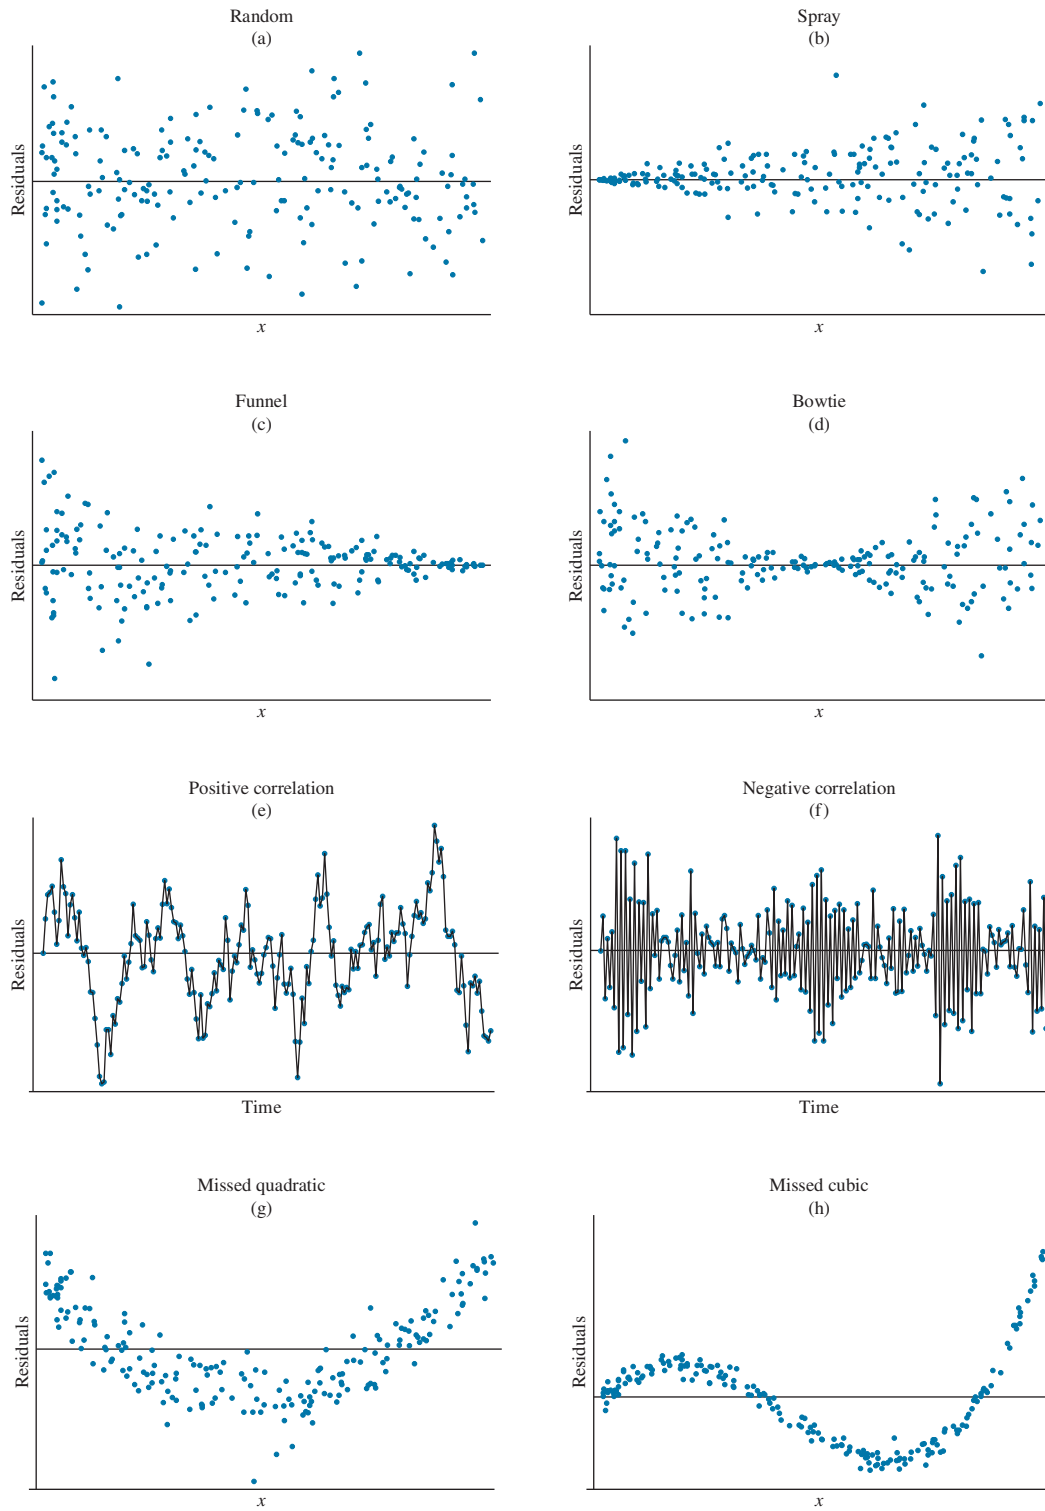 Random
(a)
Residuals
x
Spray
(b)
Residuals
x
Funnel
(c)
Residuals
x
Bowtie
(d)
Residuals
x
Positive correlation
(e)
Residuals
Time
Negative correlation
(f)
Residuals
Time
Missed quadratic
(g)
Residuals
x
Missed cubic
(h)
Residuals
x